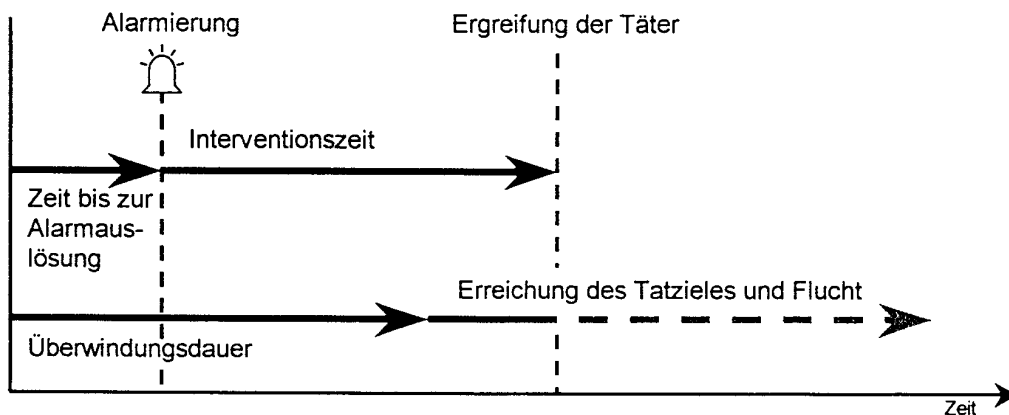 Alarmierung
Ergreifung der Täter
Interventionszeit
Zeit bis zur
Alarmaus-
lösung
Erreichung des Tatzieles und Flucht
Überwindungsdauer
Zeit